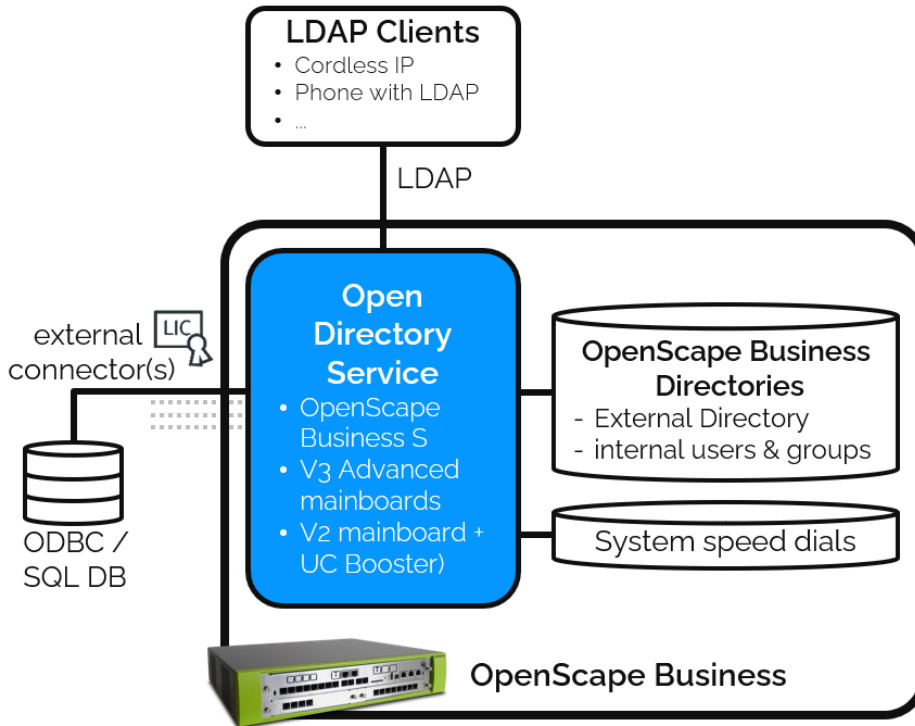 LDAP Clients
• Cordless IP
• Phone with LDAP
• ...
LDAP
Open
Directory
Service
• OpenScape
Business S
• V3 Advanced
mainboards
• V2 mainboard +
UC Booster)
external
connector(s)
LIC
ODBC /
SQL DB
OpenScape Business
Directories
- External Directory
- internal users & groups
System speed dials
OpenScape Business